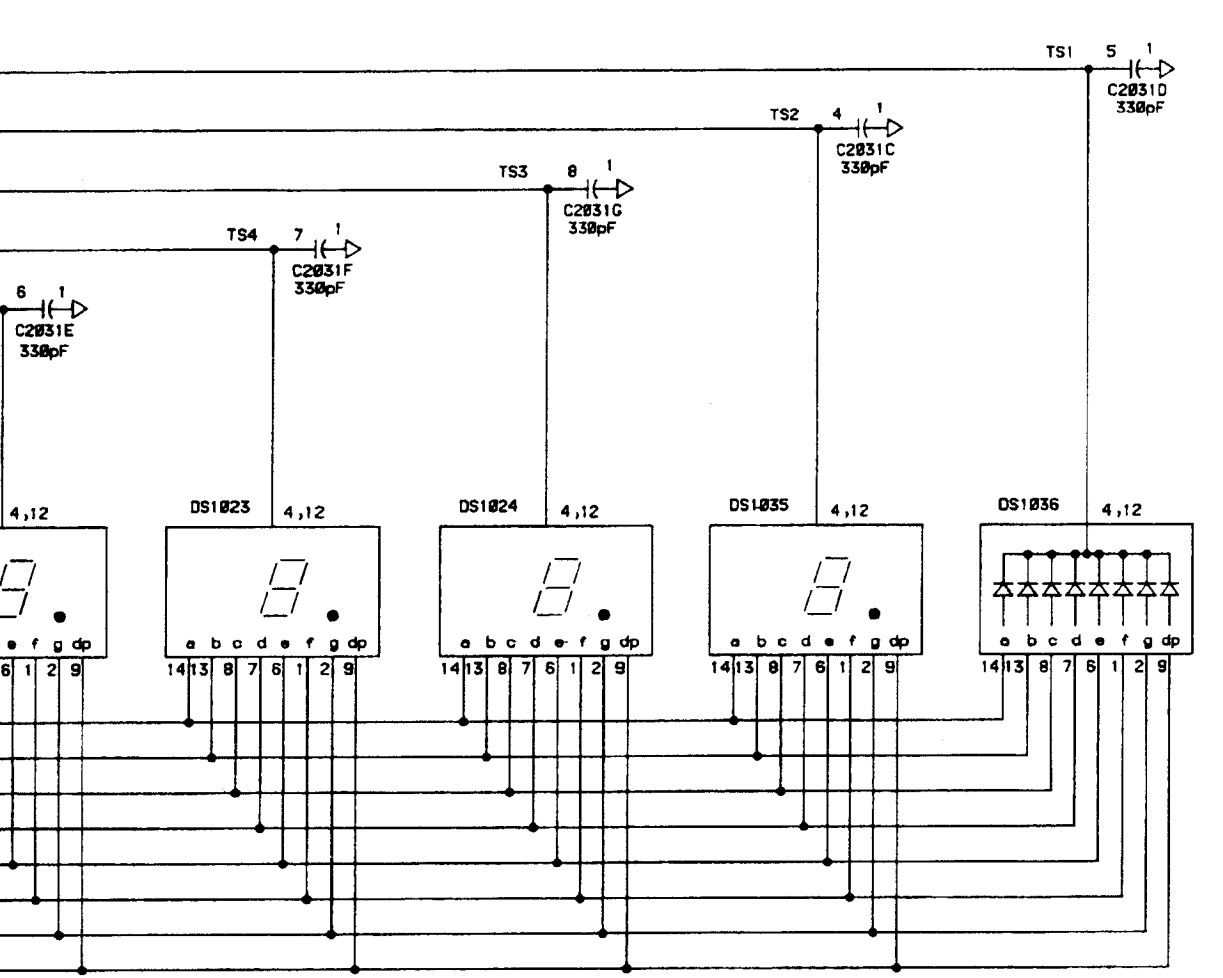 TS1 5 1
C2031D
330pF
TS2 4 1
C2031C
330pF
TS3 8 1
C2031G
330pF
TS4 7 1
C2031F
330pF
6 1
C2031E
330pF
4,12
DS1023 4,12
DS1024 4,12
DS1035 4,12
DS1036 4,12
e f g dp
6 1 2 9
a b c d e f g dp
14 13 8 7 6 1 2 9
a b c d e f g dp
14 13 8 7 6 1 2 9
a b c d e f g dp
14 13 8 7 6 1 2 9
a b c d e f g dp
14 13 8 7 6 1 2 9